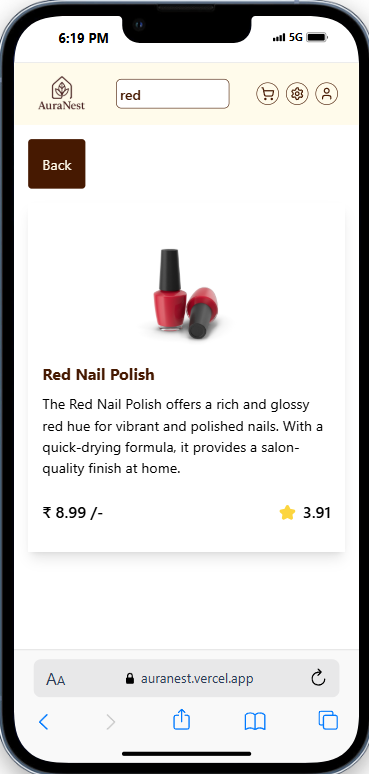 6:19 PM
5G
AuraNest
red
Back
Red Nail Polish
The Red Nail Polish offers a rich and glossy
red hue for vibrant and polished nails. With a
quick-drying formula, it provides a salon-
quality finish at home.
₹ 8.99 /-
3.91
AA
auranest.vercel.app